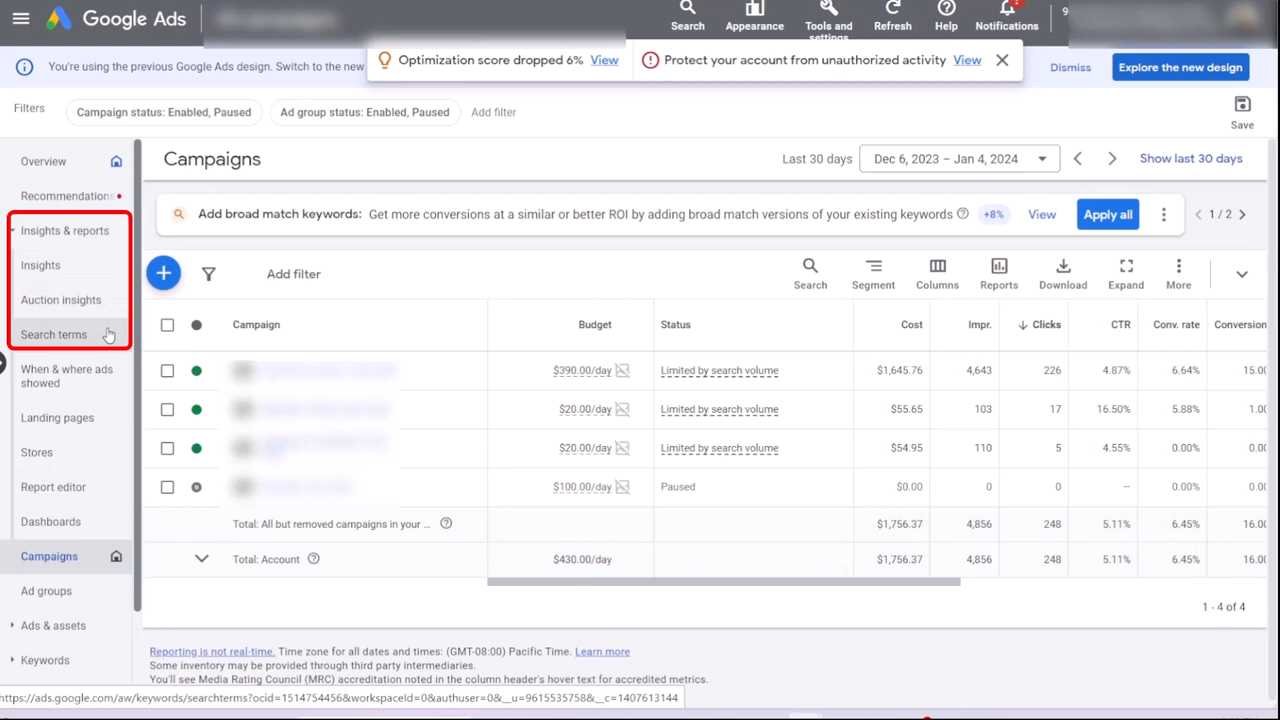 Google Ads
Search
Appearance
Tools and settings
Refresh
Help
Notifications
9
You're using the previous Google Ads design. Switch to the new
Optimization score dropped 6% View
Protect your account from unauthorized activity View
Dismiss
Explore the new design
Filters
Campaign status: Enabled, Paused
Ad group status: Enabled, Paused
Add filter
Save
Overview
Recommendations
Insights & reports
Insights
Auction insights
Search terms
When & where ads
showed
Landing pages
Stores
Report editor
Dashboards
Campaigns
Ad groups
Ads & assets
Keywords
Campaigns
Last 30 days
Dec 6, 2023 – Jan 4, 2024
Show last 30 days
Add broad match keywords: Get more conversions at a similar or better ROI by adding broad match versions of your existing keywords +8% View Apply all 1 / 2
Add filter
Search
Segment
Columns
Reports
Download
Expand
More
Campaign Budget Status Cost Impr. Clicks CTR Conv. rate Conversion
$390.00/day Limited by search volume $1,645.76 4,643 226 4.87% 6.64% 15.00
$20.00/day Limited by search volume $55.65 103 17 16.50% 5.88% 1.00
$20.00/day Limited by search volume $54.95 110 5 4.55% 0.00% 0.00
$100.00/day Paused $0.00 0 0 – 0.00% 0.00
Total: All but removed campaigns in your ... $1,756.37 4,856 248 5.11% 6.45% 16.00
Total: Account $430.00/day $1,756.37 4,856 248 5.11% 6.45% 16.00
1 - 4 of 4
Reporting is not real-time. Time zone for all dates and times: (GMT-08:00) Pacific Time. Learn more
Some inventory may be provided through third party intermediaries.
You'll see Media Rating Council (MRC) accreditation noted in the column header's hover text for accredited metrics.
https://ads.google.com/aw/keywords/searchterms?ocid=1514754456&workspaceId=0&authuser=0&__u=9615535758&__c=1407613144